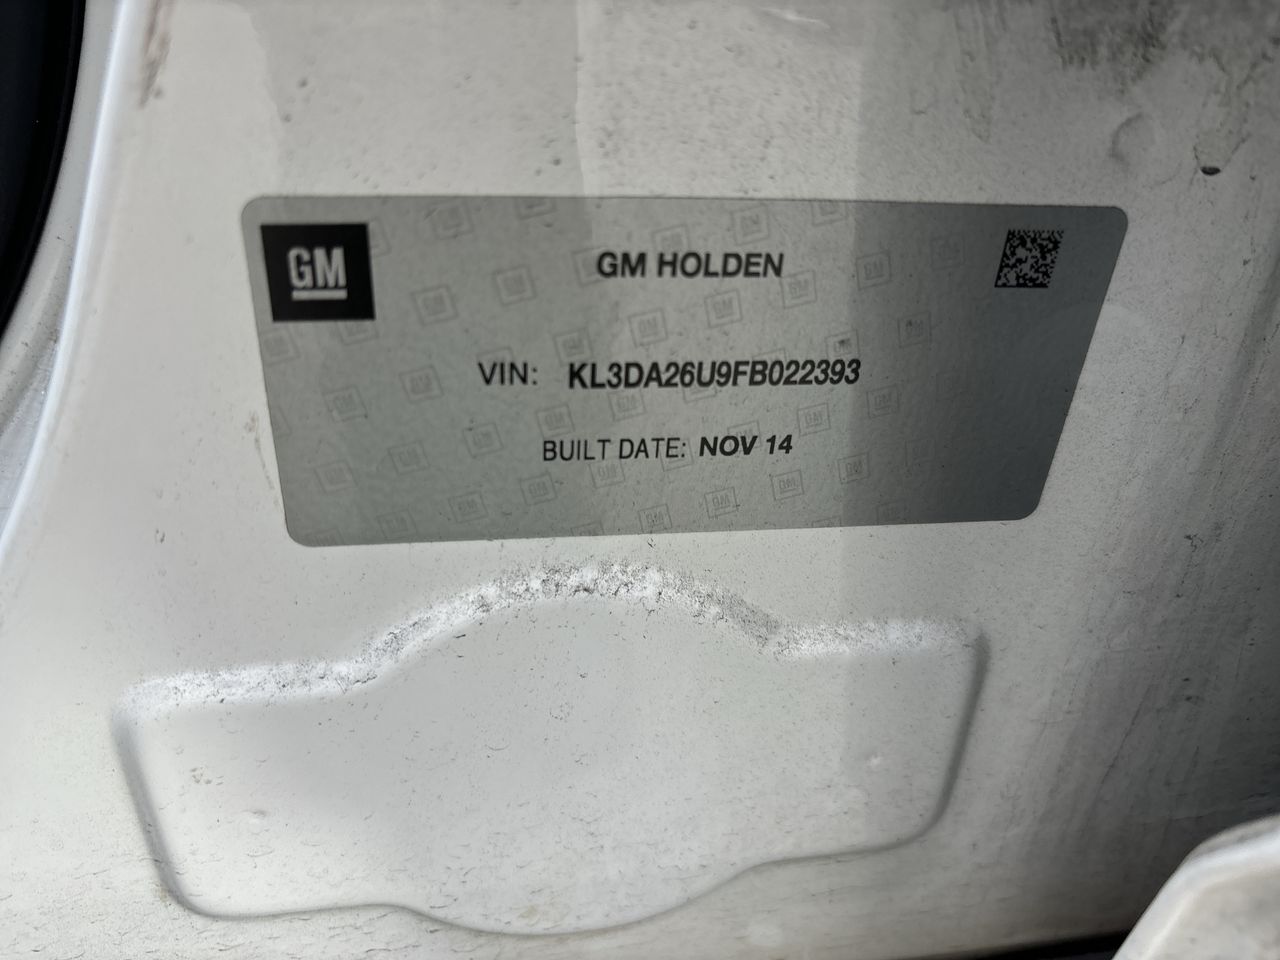 GM
GM HOLDEN
VIN: KL3DA26U9FB022393
BUILT DATE: NOV 14